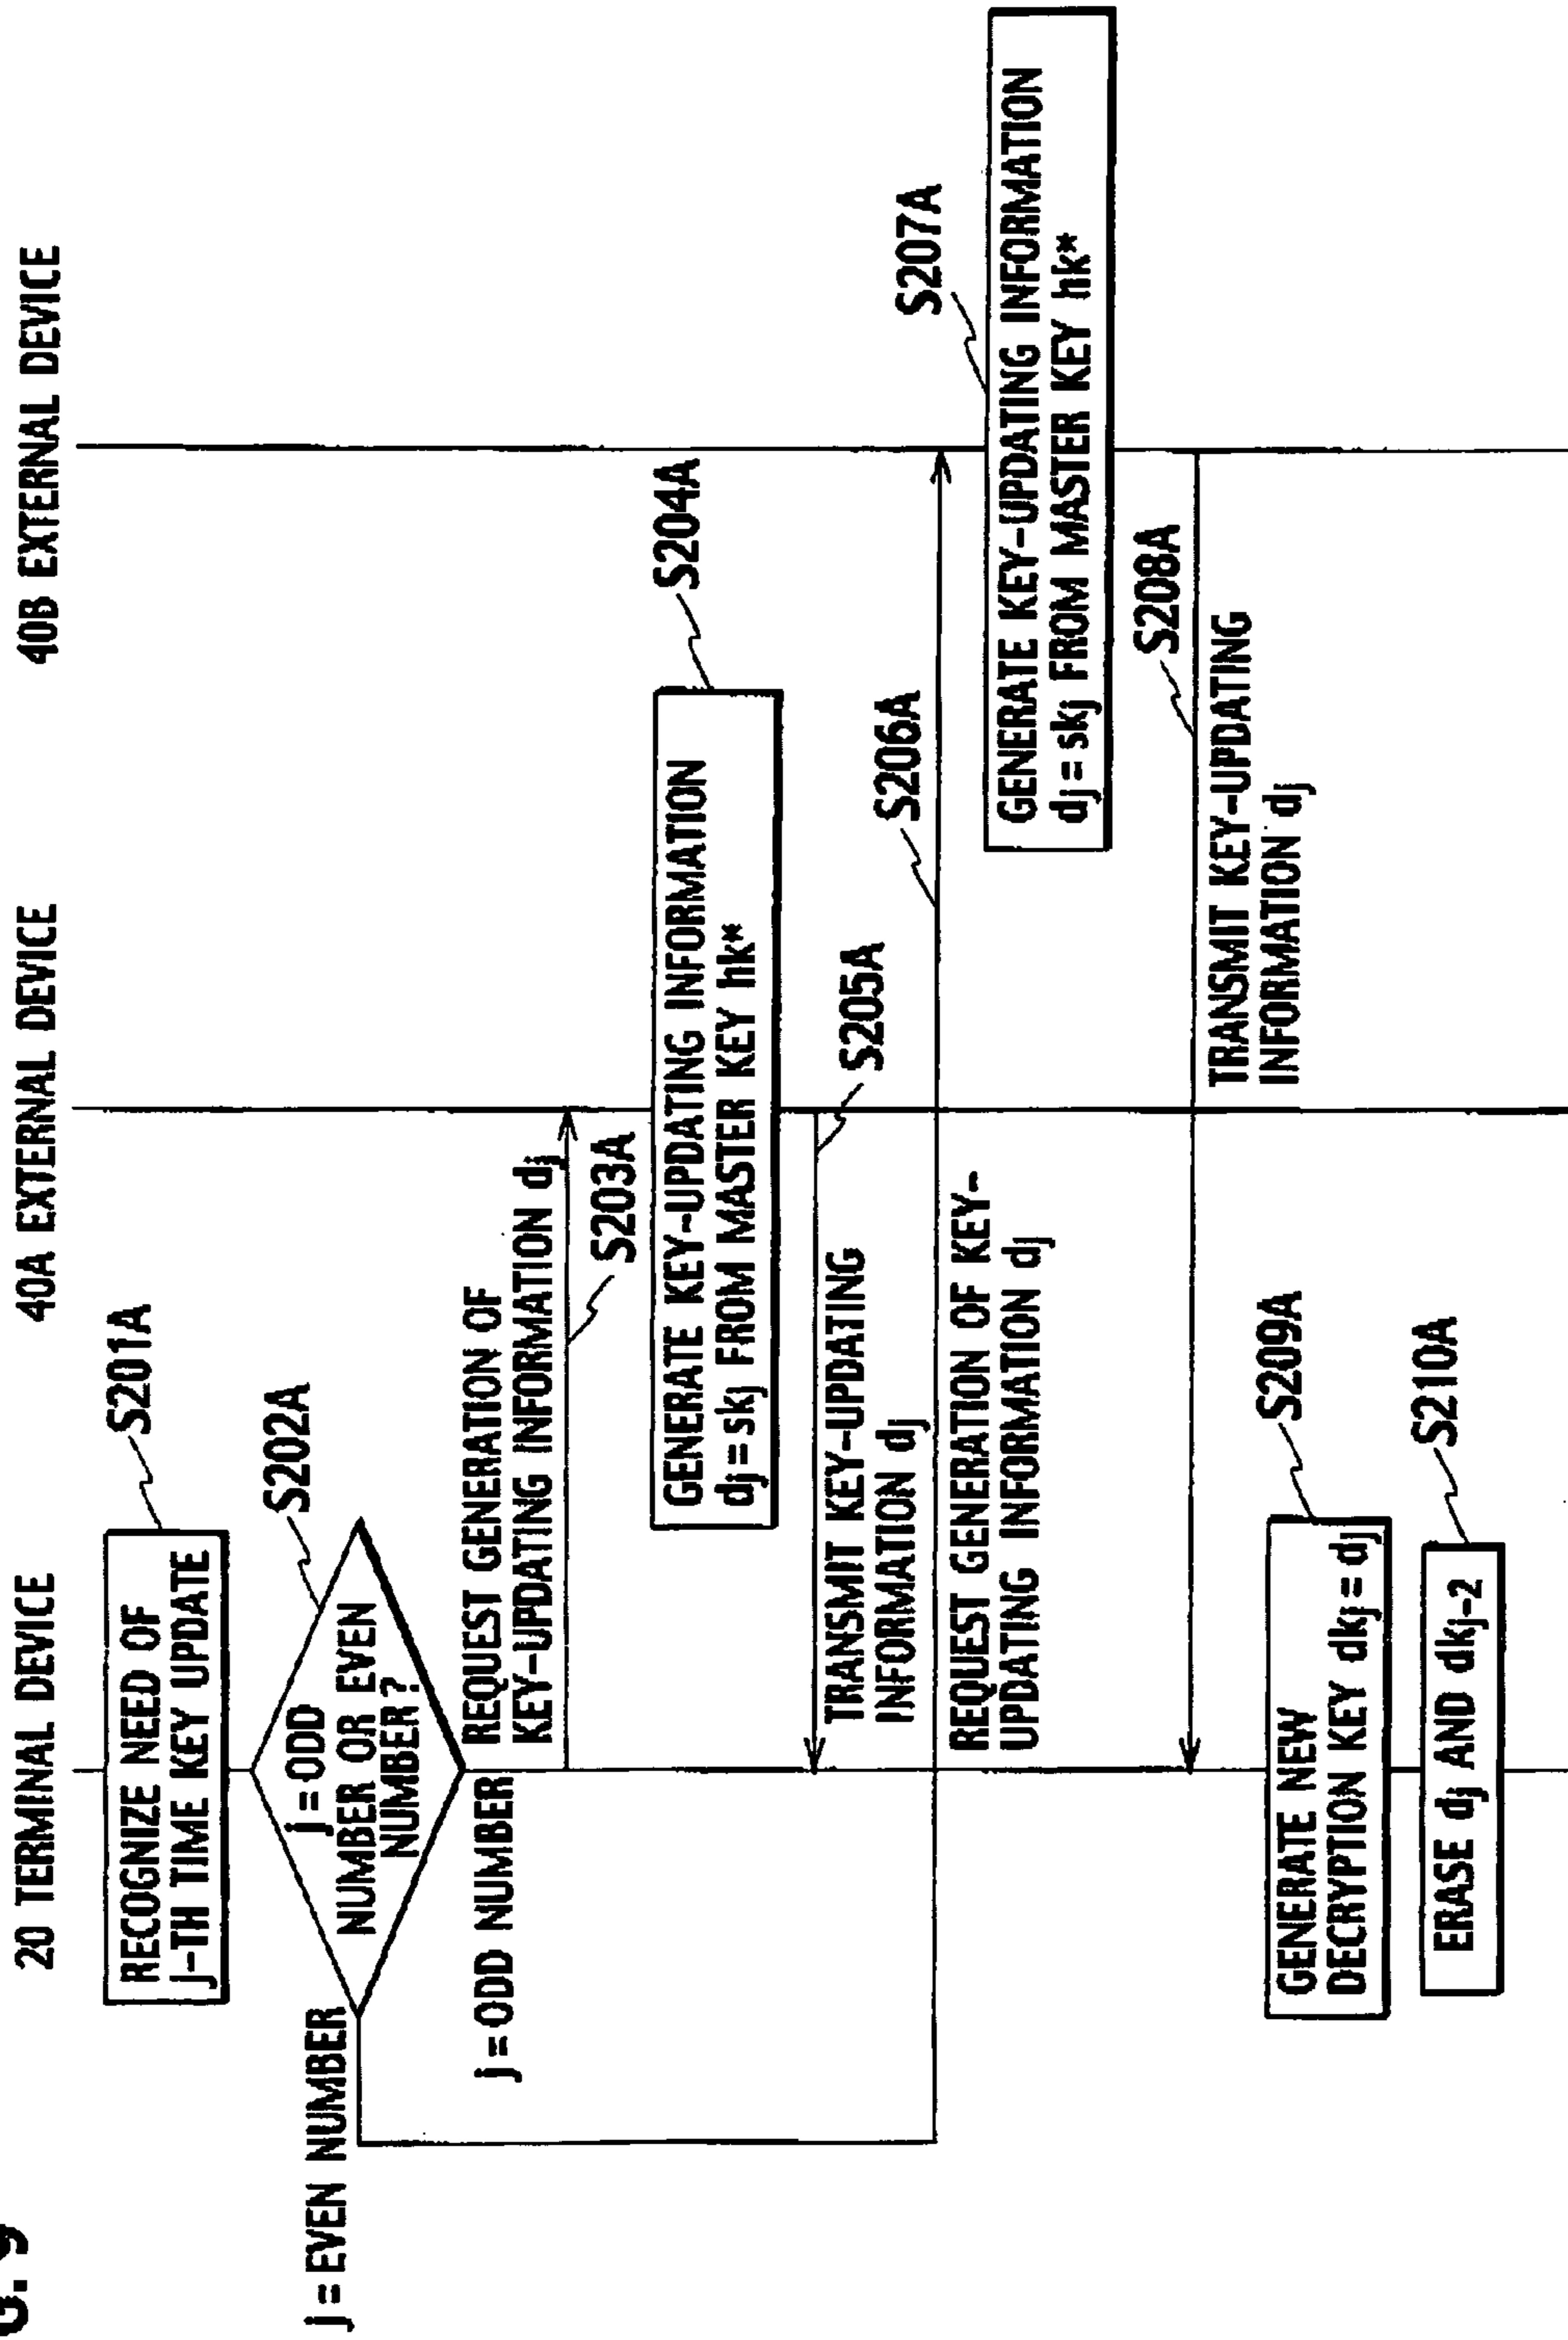 G. 9
20 TERMINAL DEVICE
40A EXTERNAL DEVICE
40B EXTERNAL DEVICE
RECOGNIZE NEED OF
j-TH TIME KEY UPDATE
S201A
j=EVEN NUMBER
j=ODD
NUMBER OR EVEN
NUMBER?
S202A
j=ODD NUMBER
REQUEST GENERATION OF
KEY-UPDATING INFORMATION dj
S203A
GENERATE KEY-UPDATING INFORMATION
dj=skj FROM MASTER KEY hk*
S204A
TRANSMIT KEY-UPDATING
INFORMATION dj
S205A
S206A
REQUEST GENERATION OF KEY-
UPDATING INFORMATION dj
GENERATE KEY-UPDATING INFORMATION
dj=skj FROM MASTER KEY hk*
S207A
S208A
TRANSMIT KEY-UPDATING
INFORMATION dj
GENERATE NEW
DECRYPTION KEY dkj=dj
S209A
ERASE dj AND dkj-2
S210A